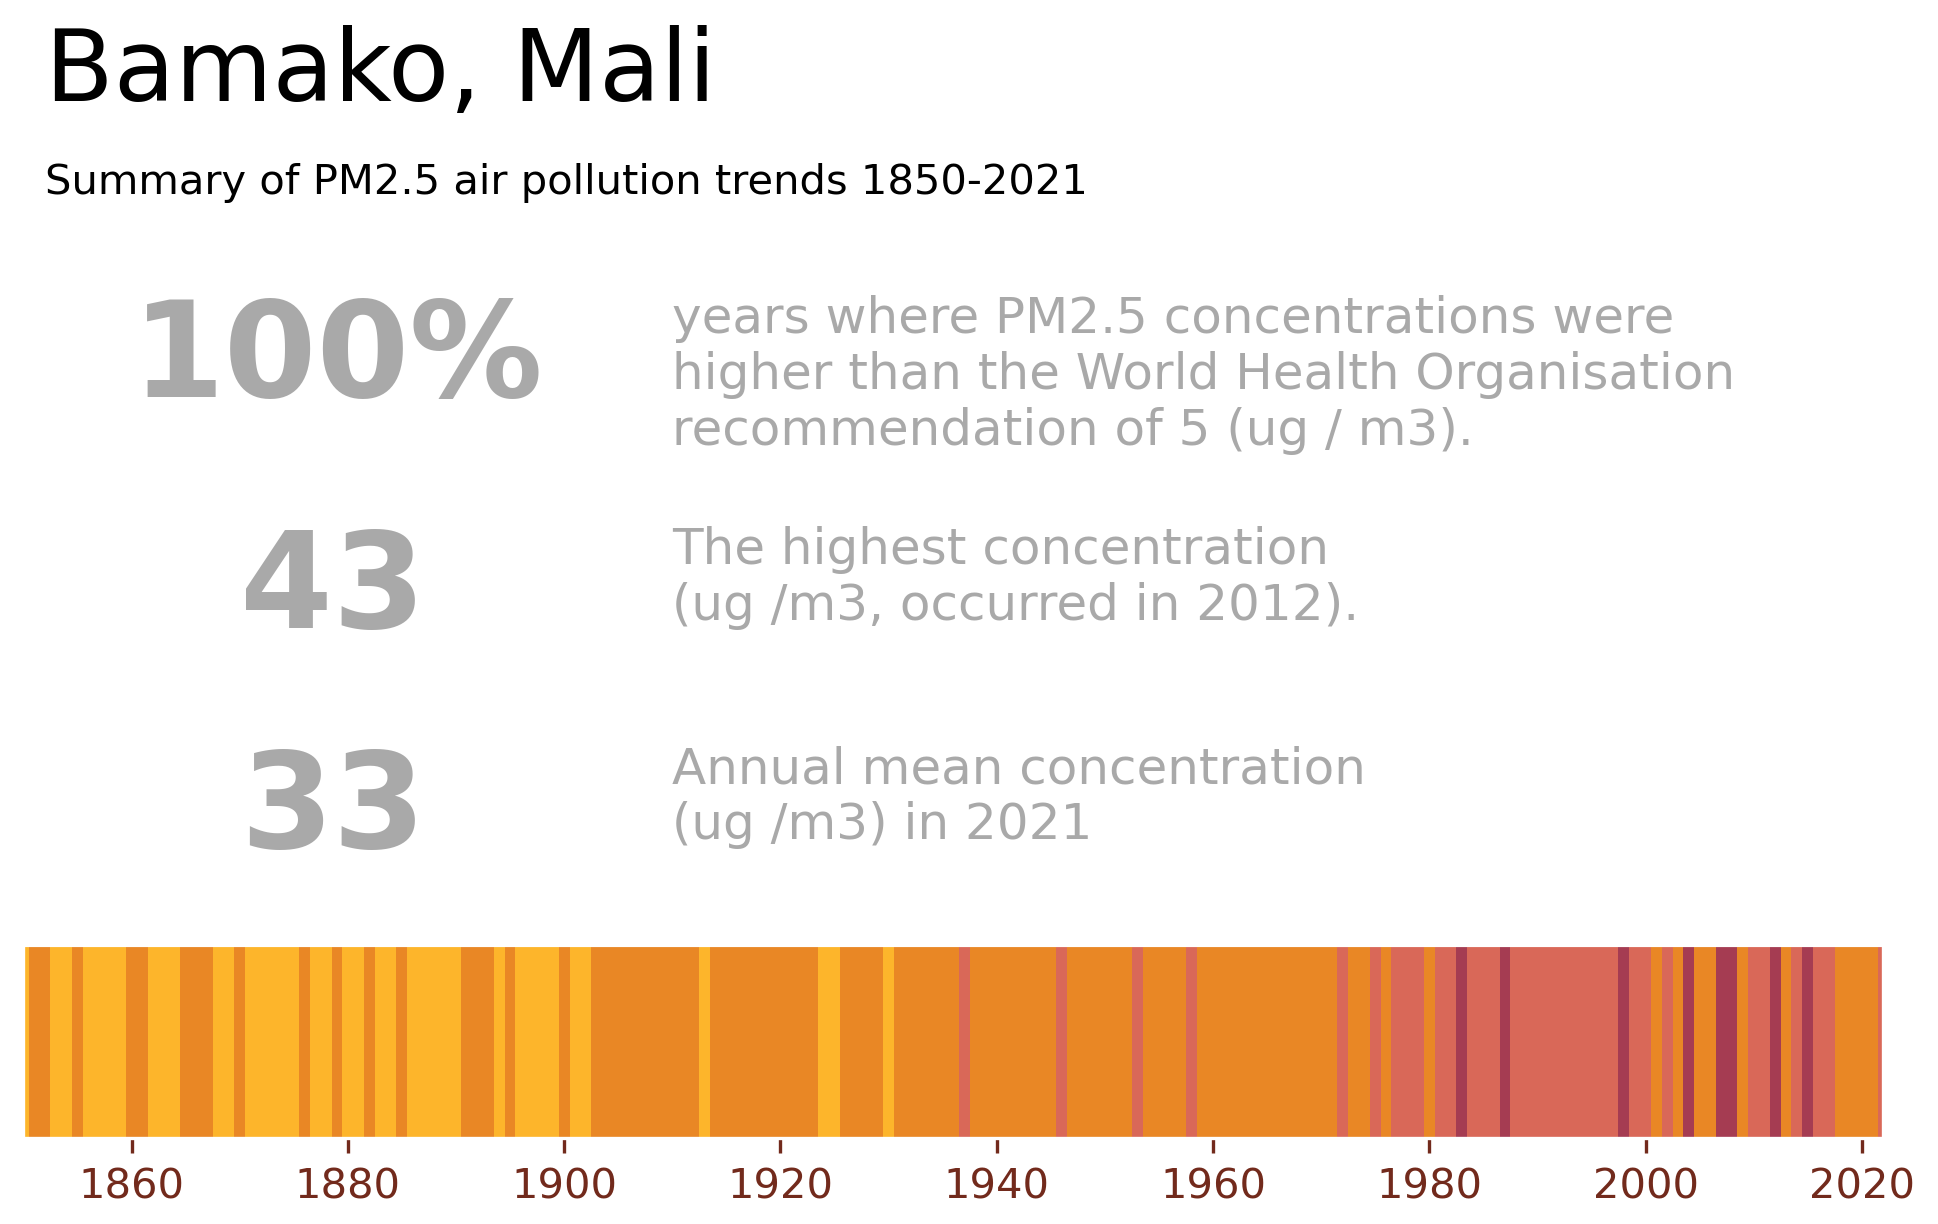 Bamako, Mali
Summary of PM2.5 air pollution trends 1850-2021
100%
years where PM2.5 concentrations were
higher than the World Health Organisation
recommendation of 5 (ug / m3).
43
The highest concentration
(ug /m3, occurred in 2012).
33
Annual mean concentration
(ug /m3) in 2021
1860 1880 1900 1920 1940 1960 1980 2000 2020